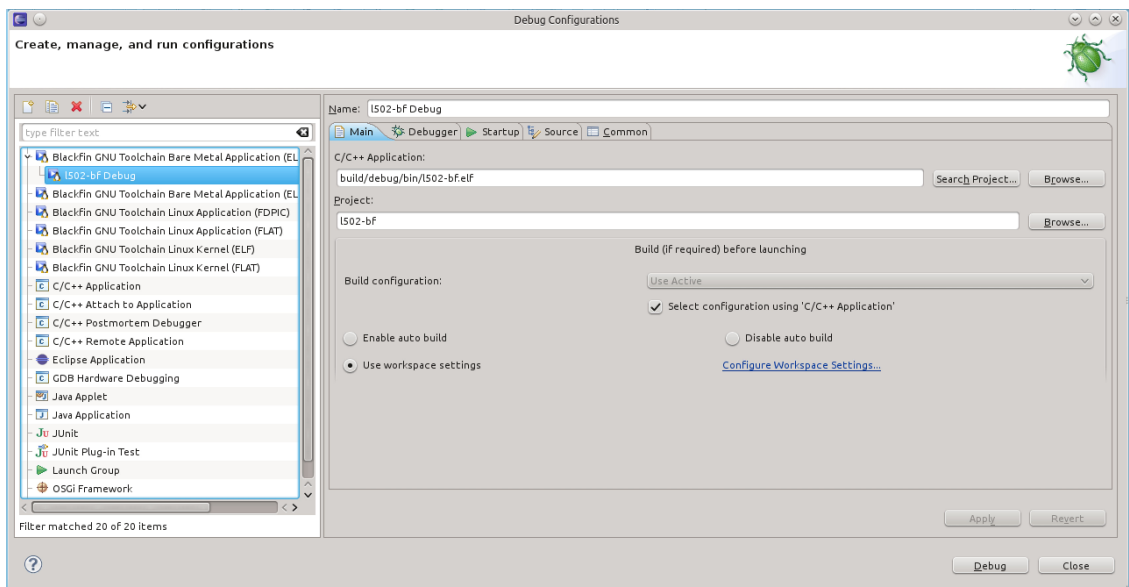 Debug Configurations
Create, manage, and run configurations
type filter text
Blackfin GNU Toolchain Bare Metal Application (EL
l502-bf Debug
Blackfin GNU Toolchain Bare Metal Application (EL
Blackfin GNU Toolchain Linux Application (FDPIC)
Blackfin GNU Toolchain Linux Application (FLAT)
Blackfin GNU Toolchain Linux Kernel (ELF)
Blackfin GNU Toolchain Linux Kernel (FLAT)
C/C++ Application
C/C++ Attach to Application
C/C++ Postmortem Debugger
C/C++ Remote Application
Eclipse Application
GDB Hardware Debugging
Java Applet
Java Application
JUnit
JUnit Plug-in Test
Launch Group
OSGi Framework
Filter matched 20 of 20 items
Name: l502-bf Debug
Main Debugger Startup Source Common
C/C++ Application:
build/debug/bin/l502-bf.elf Search Project... Browse...
Project:
l502-bf Browse...
Build (if required) before launching
Build configuration: Use Active
Select configuration using 'C/C++ Application'
Enable auto build Disable auto build
Use workspace settings Configure Workspace Settings...
Apply Revert
Debug Close